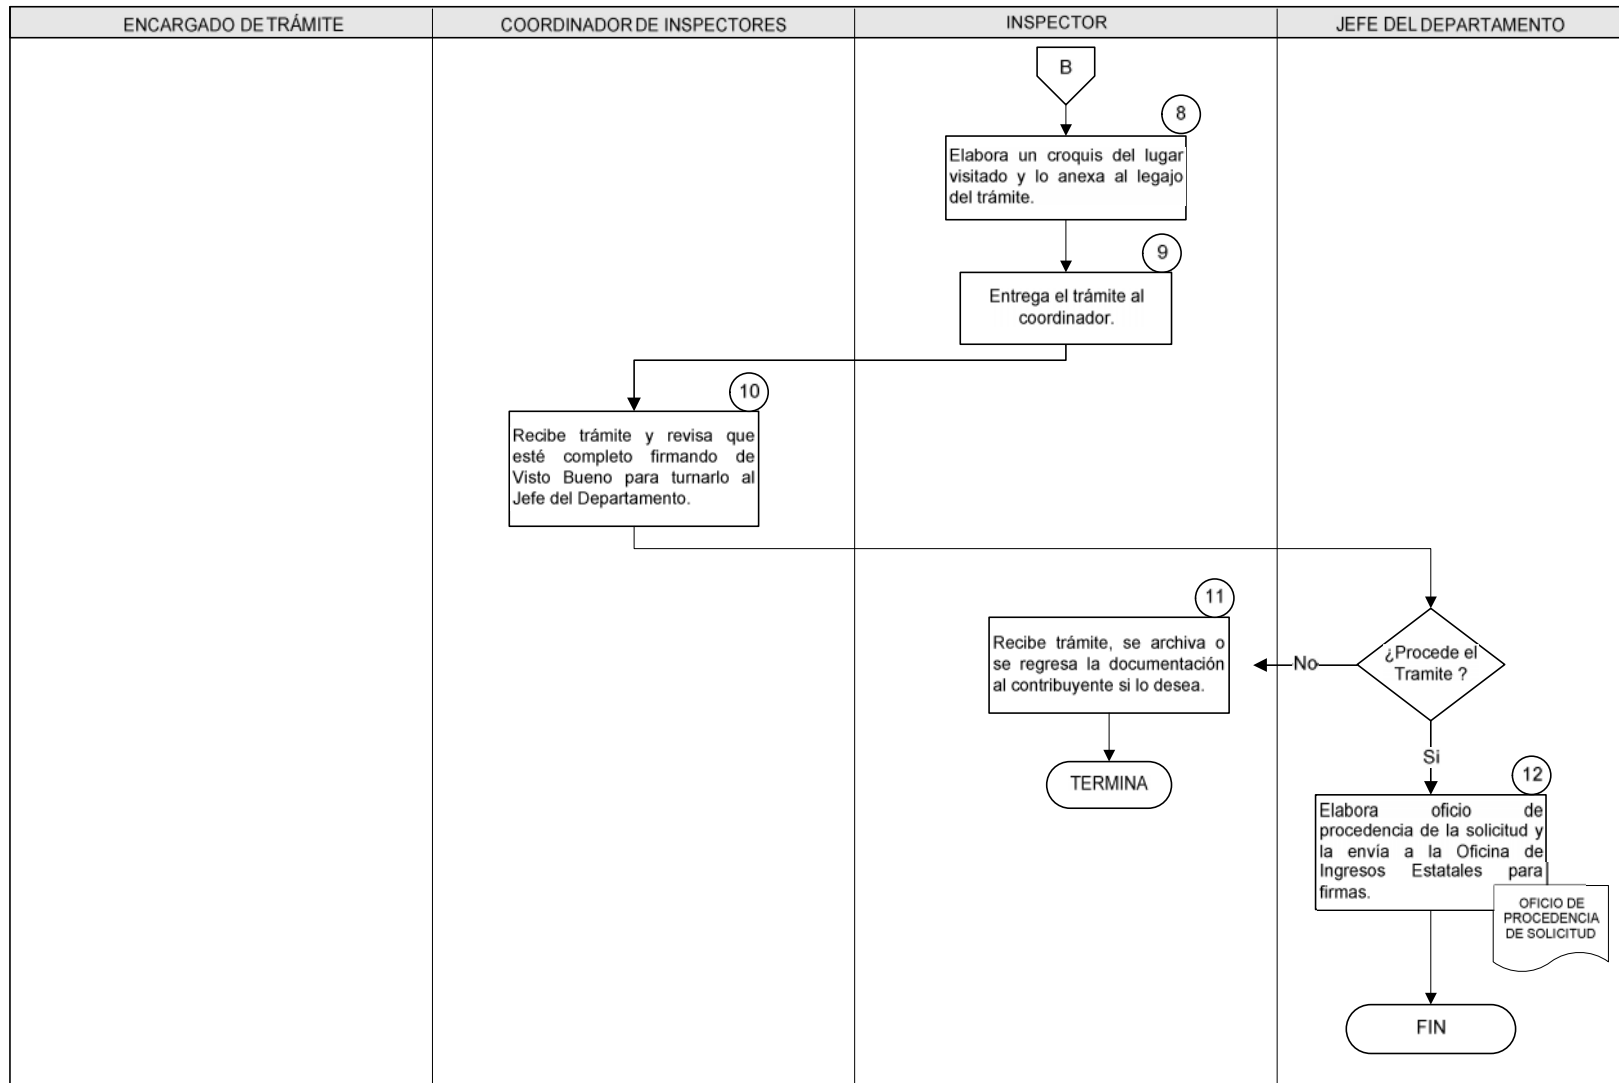 ENCARGADO DE TRÁMITE
COORDINADOR DE INSPECTORES
INSPECTOR
JEFE DEL DEPARTAMENTO
B
8
Elabora un croquis del lugar
visitado y lo anexa al legajo
del trámite.
9
Entrega el trámite al
coordinador.
10
Recibe trámite y revisa que
esté completo firmando de
Visto Bueno para turnarlo al
Jefe del Departamento.
11
Recibe trámite, se archiva o
se regresa la documentación
al contribuyente si lo desea.
No
¿Procede el
Tramite ?
TERMINA
Si
12
Elabora oficio de
procedencia de la solicitud y
la envía a la Oficina de
Ingresos Estatales para
firmas.
OFICIO DE
PROCEDENCIA
DE SOLICITUD
FIN